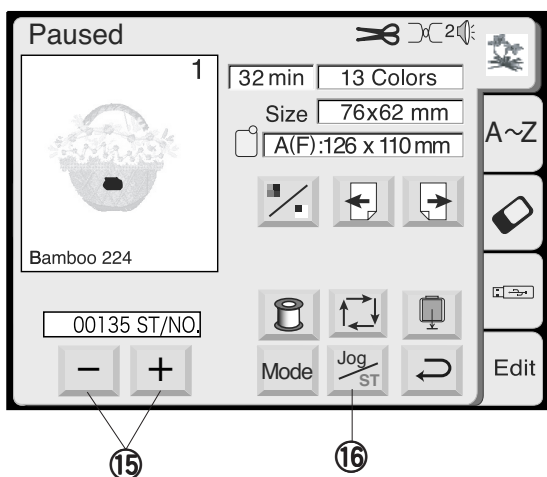 Paused
2
1
32 min 13 Colors
Size 76x62 mm
A(F):126 x 110 mm
A~Z
Bamboo 224
00135 ST/NO.
− +
Mode Jog/ST
Edit
⑮ ⑯